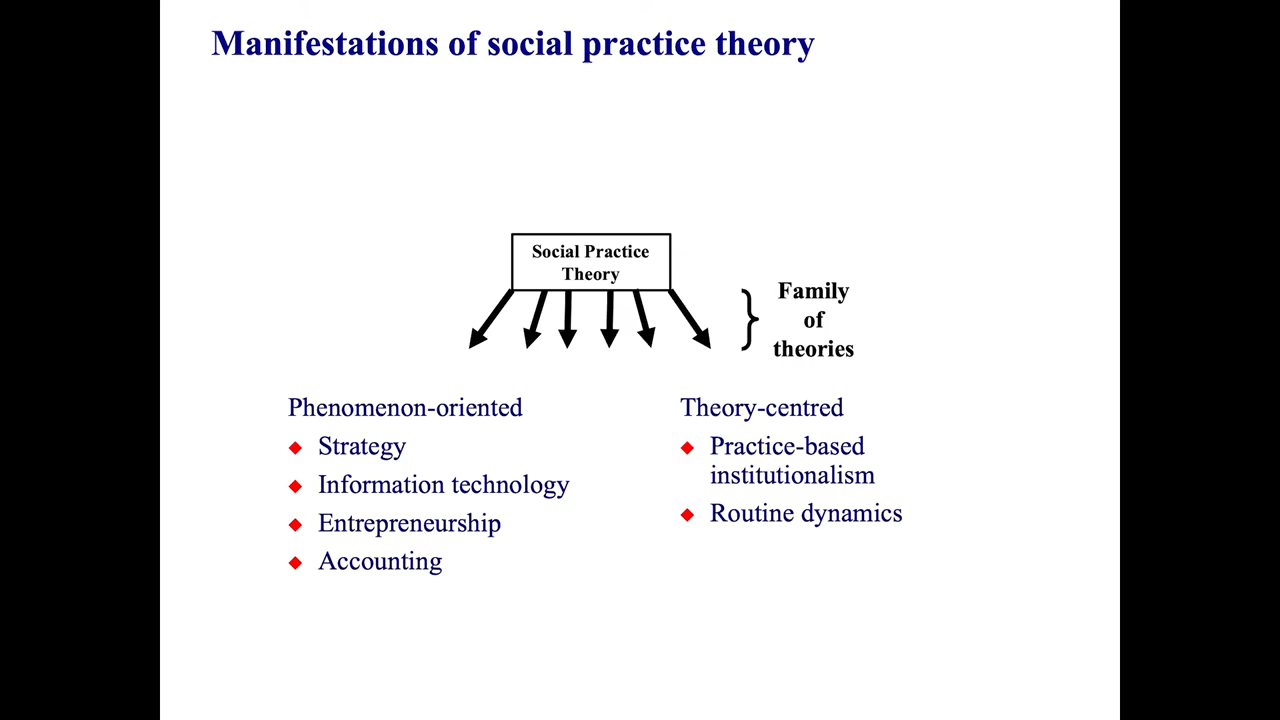 Manifestations of social practice theory
Social Practice
Theory
Family
of
theories
Phenomenon-oriented
Strategy
Information technology
Entrepreneurship
Accounting
Theory-centred
Practice-based
institutionalism
Routine dynamics